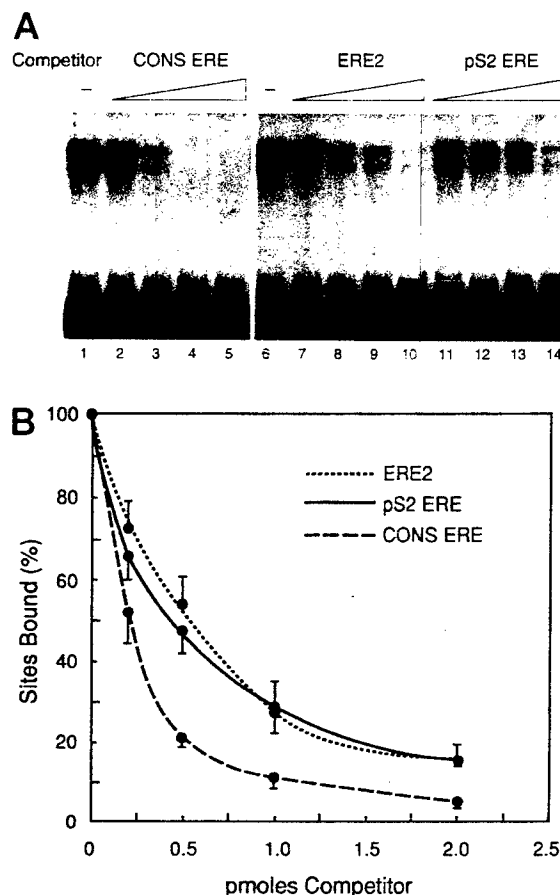 A
Competitor CONS ERE ERE2 pS2 ERE
– –
1 2 3 4 5 6 7 8 9 10 11 12 13 14
B
100
80
60
40
20
0
Sites Bound (%)
ERE2
pS2 ERE
CONS ERE
0 0.5 1.0 1.5 2.0 2.5
pmoles Competitor